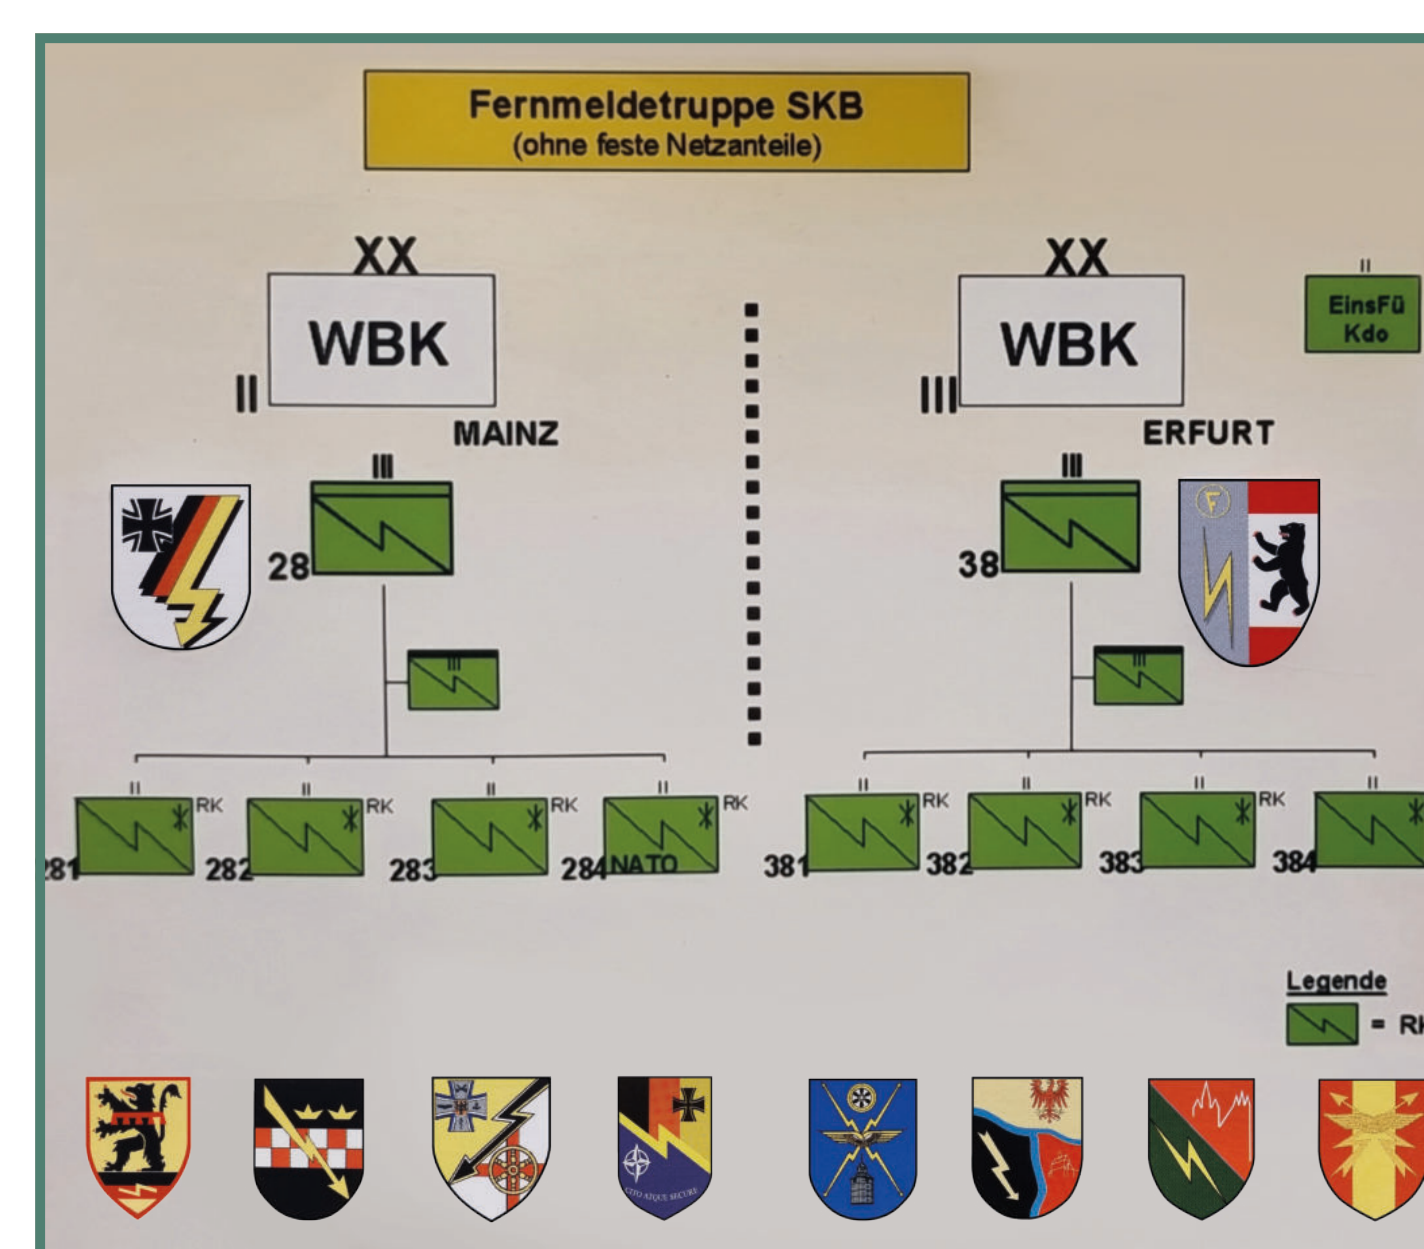 Fernmeldetruppe SKB
(ohne feste Netzanteile)
XX
WBK
II
MAINZ
XX
WBK
III
ERFURT
II
EinsFü
Kdo
III
28
III
38
F
III
III
II
RK
281
II
RK
282
II
RK
283
II
RK
284
NATO
II
RK
381
II
RK
382
II
RK
383
II
384
Legende
= RK
CITO ATQUE SECURE